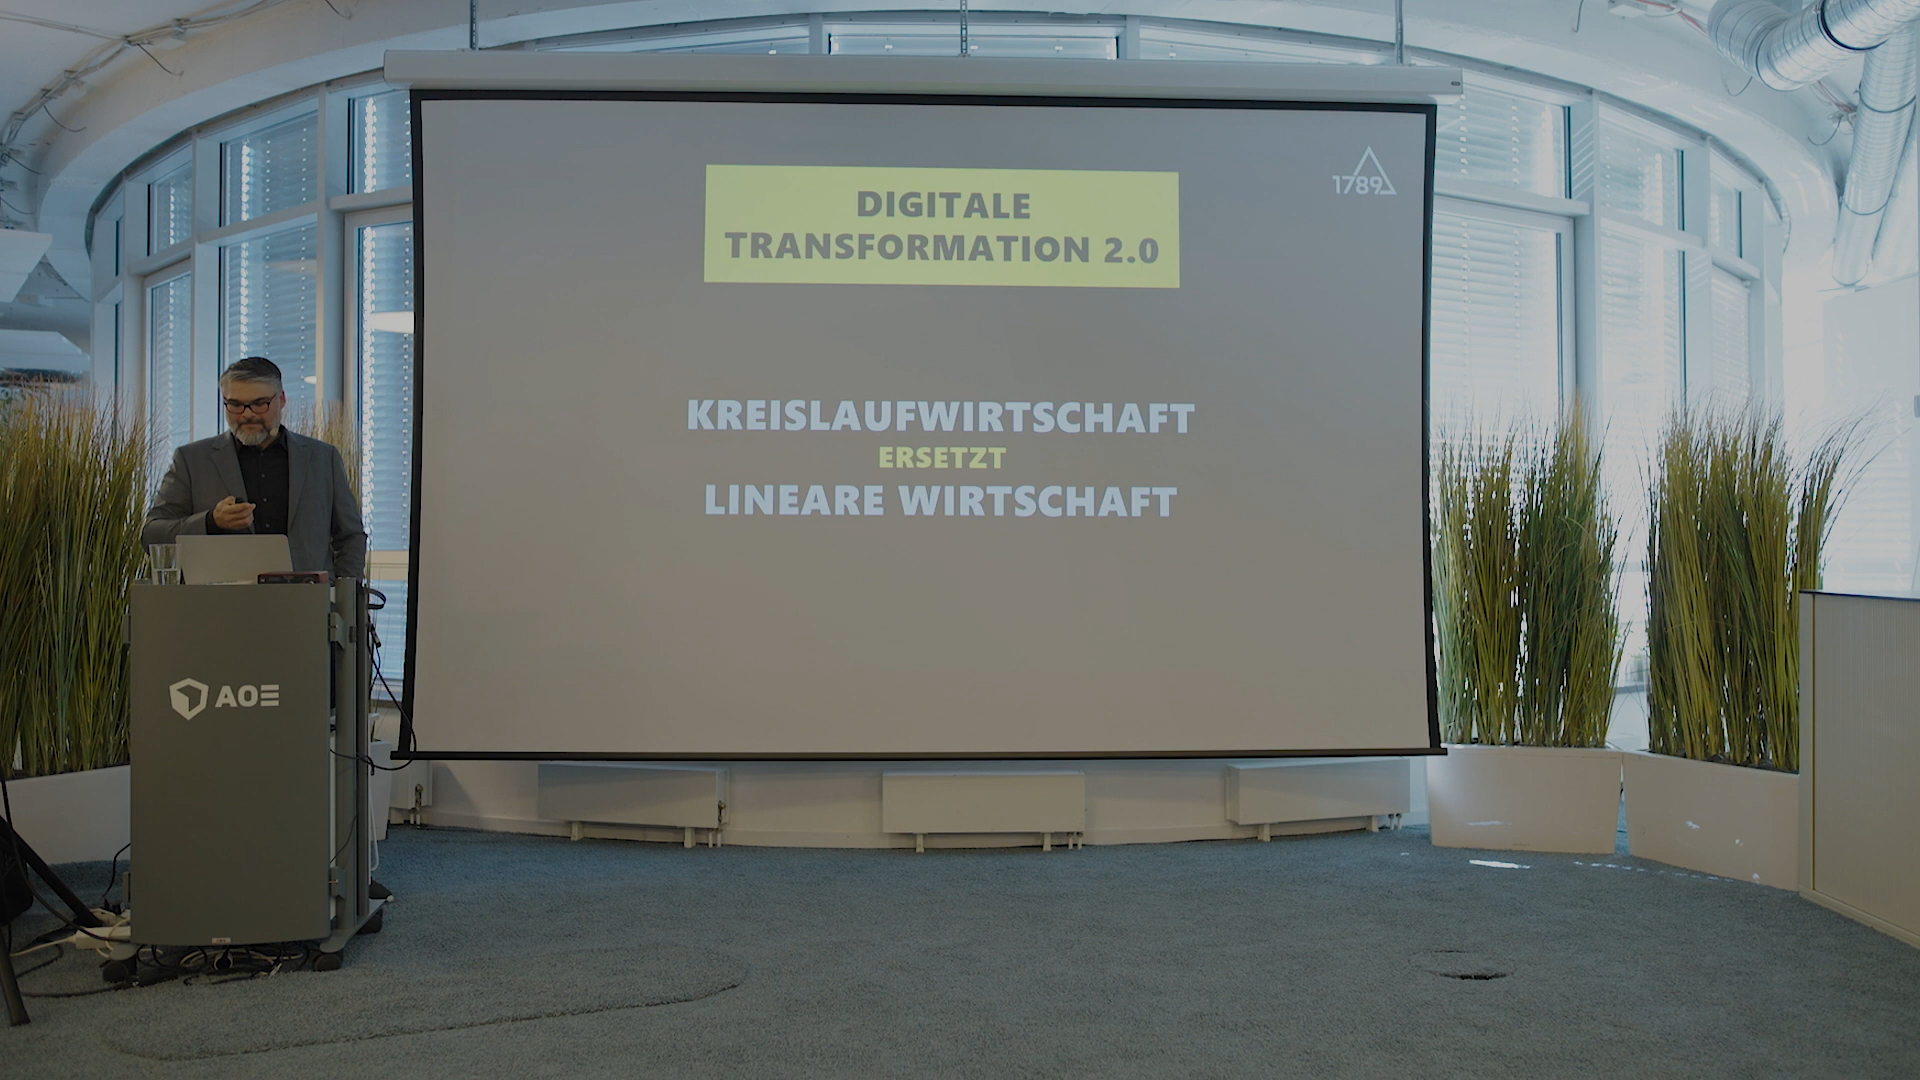 DIGITALE
TRANSFORMATION 2.0
1789
KREISLAUFWIRTSCHAFT
ERSETZT
LINEARE WIRTSCHAFT
AOE